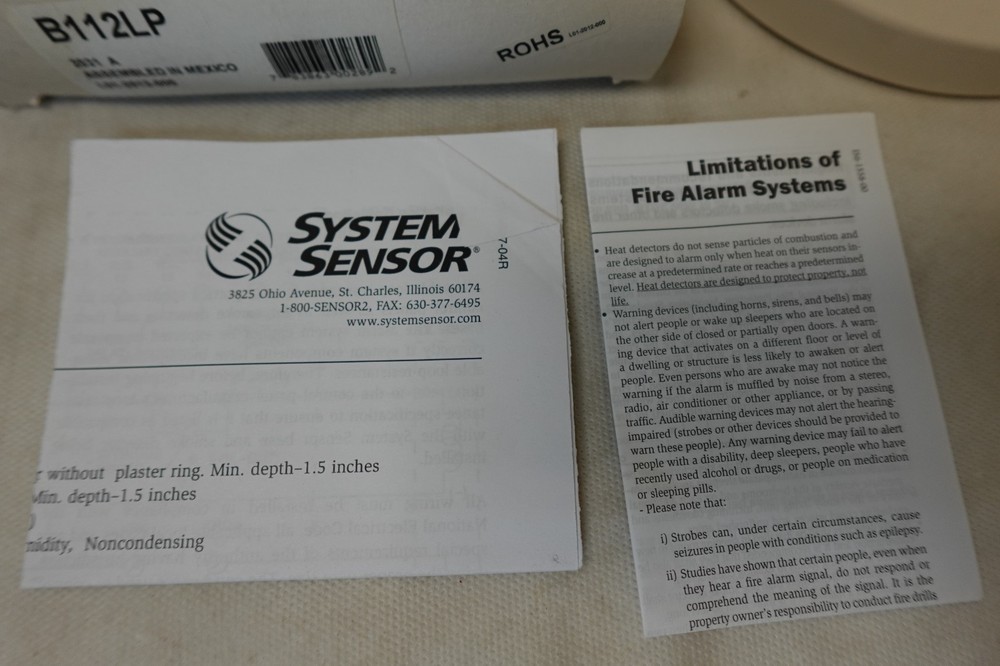 B112LP
ASSEMBLED IN MEXICO
ROHS
SYSTEM
SENSOR®
3825 Ohio Avenue, St. Charles, Illinois 60174
1-800-SENSOR2, FAX: 630-377-6495
www.systemsensor.com
7-04R
without plaster ring. Min. depth–1.5 inches
Min. depth–1.5 inches
Noncondensing
Limitations of
Fire Alarm Systems
• Heat detectors do not sense particles of combustion and
are designed to alarm only when heat on their sensors in-
crease at a predetermined rate or reaches a predetermined
level. Heat detectors are designed to protect property, not
life.
• Warning devices (including horns, sirens, and bells) may
not alert people or wake up sleepers who are located on
the other side of closed or partially open doors. A warn-
ing device that activates on a different floor or level of
a dwelling or structure is less likely to awaken or alert
people. Even persons who are awake may not notice the
warning if the alarm is muffled by noise from a stereo,
radio, air conditioner or other appliance, or by passing
traffic. Audible warning devices may not alert the hearing-
impaired (strobes or other devices should be provided to
warn these people). Any warning device may fail to alert
people with a disability, deep sleepers, people who have
recently used alcohol or drugs, or people on medication
or sleeping pills.
- Please note that:
i) Strobes can, under certain circumstances, cause
seizures in people with conditions such as epilepsy.
ii) Studies have shown that certain people, even when
they hear a fire alarm signal, do not respond or
comprehend the meaning of the signal. It is the
property owner's responsibility to conduct fire drills